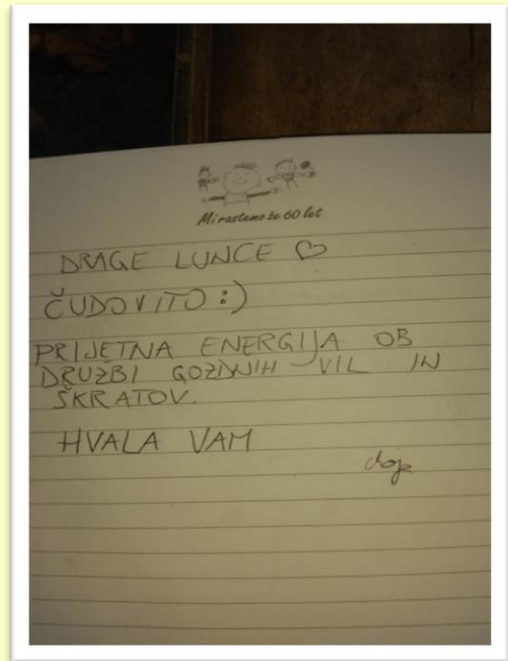 Mi rastemo že 60 let
DRAGE LUNCE ♡
ČUDOVITO :)
PRIJETNA ENERGIJA OB
DRUŽBI GOZDNIH VIL IN
ŠKRATOV.
HVALA VAM